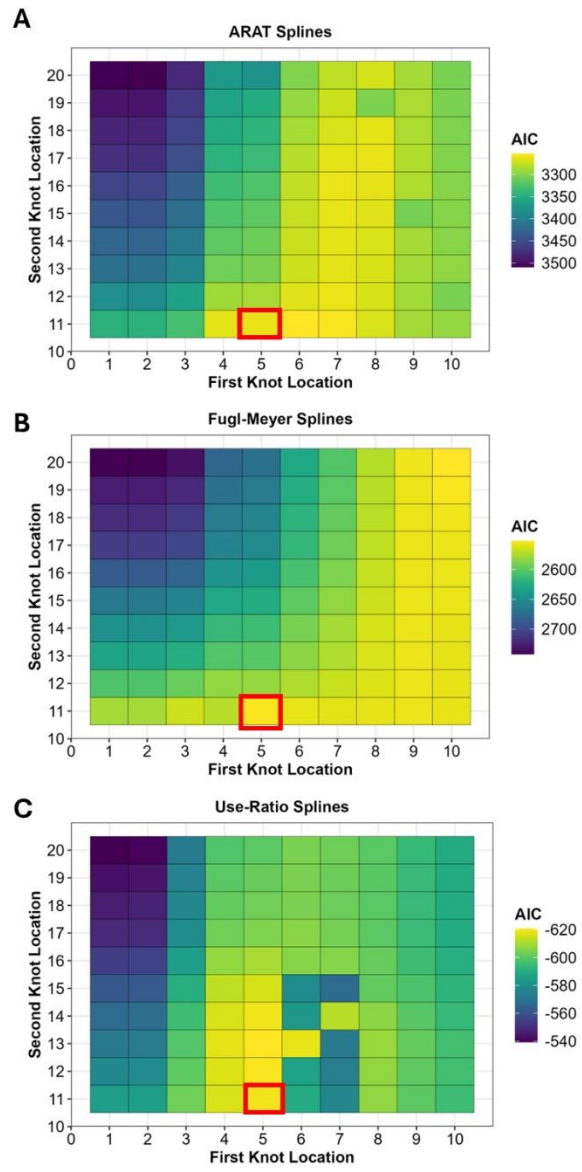 A
ARAT Splines
Second Knot Location
20
19
18
17
16
15
14
13
12
11
10
0 1 2 3 4 5 6 7 8 9 10
First Knot Location
AIC
3300
3350
3400
3450
3500
B
Fugl-Meyer Splines
Second Knot Location
20
19
18
17
16
15
14
13
12
11
10
0 1 2 3 4 5 6 7 8 9 10
First Knot Location
AIC
2600
2650
2700
C
Use-Ratio Splines
Second Knot Location
20
19
18
17
16
15
14
13
12
11
10
0 1 2 3 4 5 6 7 8 9 10
First Knot Location
AIC
-620
-600
-580
-560
-540